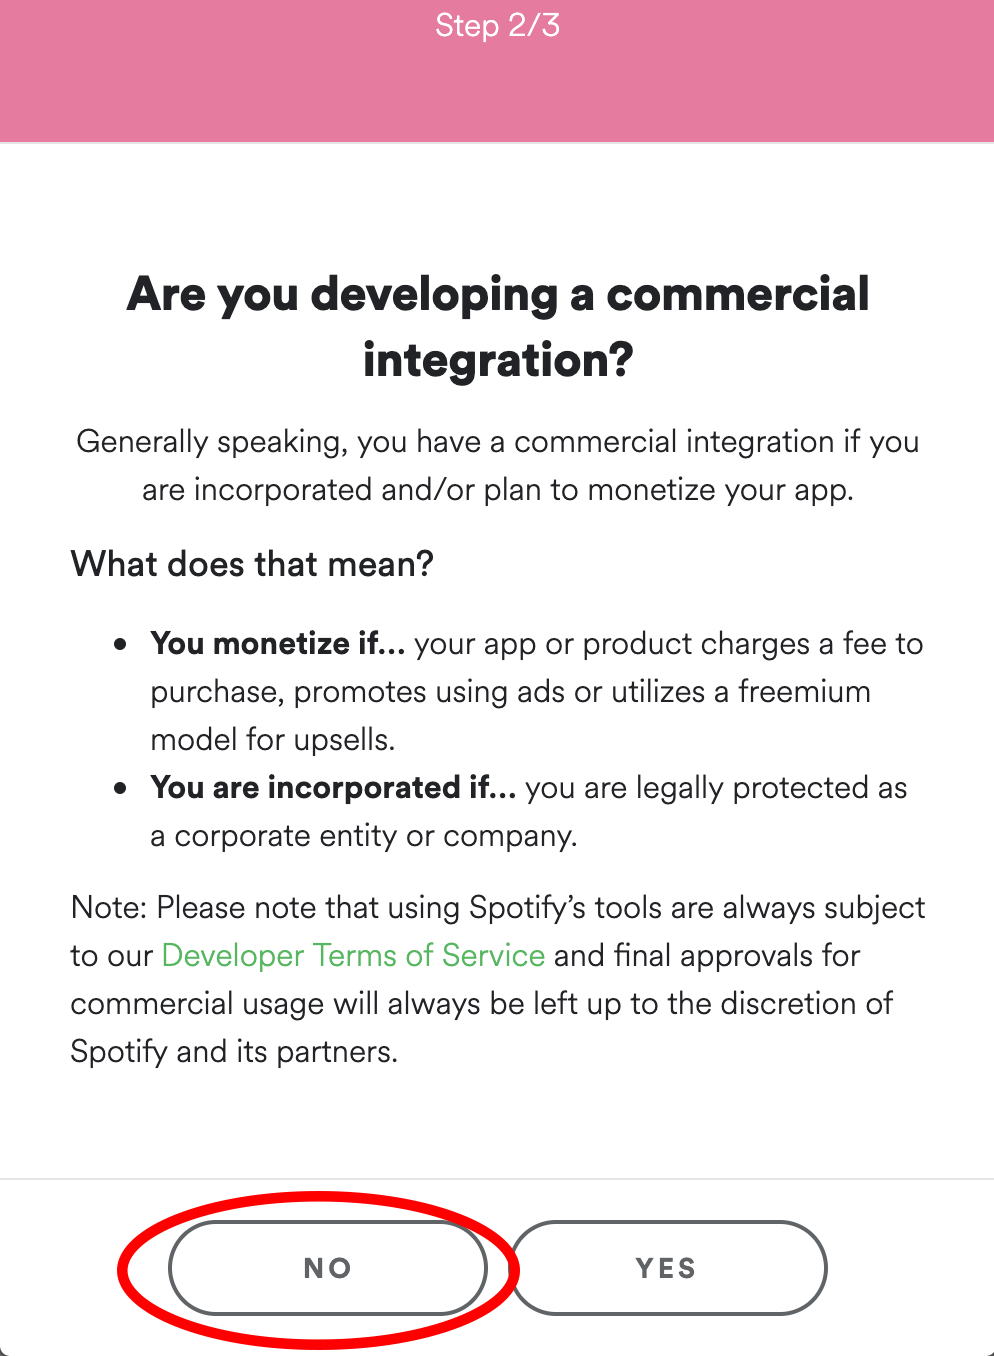 Step 2/3
Are you developing a commercial
integration?
Generally speaking, you have a commercial integration if you
are incorporated and/or plan to monetize your app.
What does that mean?
• You monetize if... your app or product charges a fee to
purchase, promotes using ads or utilizes a freemium
model for upsells.
• You are incorporated if... you are legally protected as
a corporate entity or company.
Note: Please note that using Spotify’s tools are always subject
to our Developer Terms of Service and final approvals for
commercial usage will always be left up to the discretion of
Spotify and its partners.
NO
YES